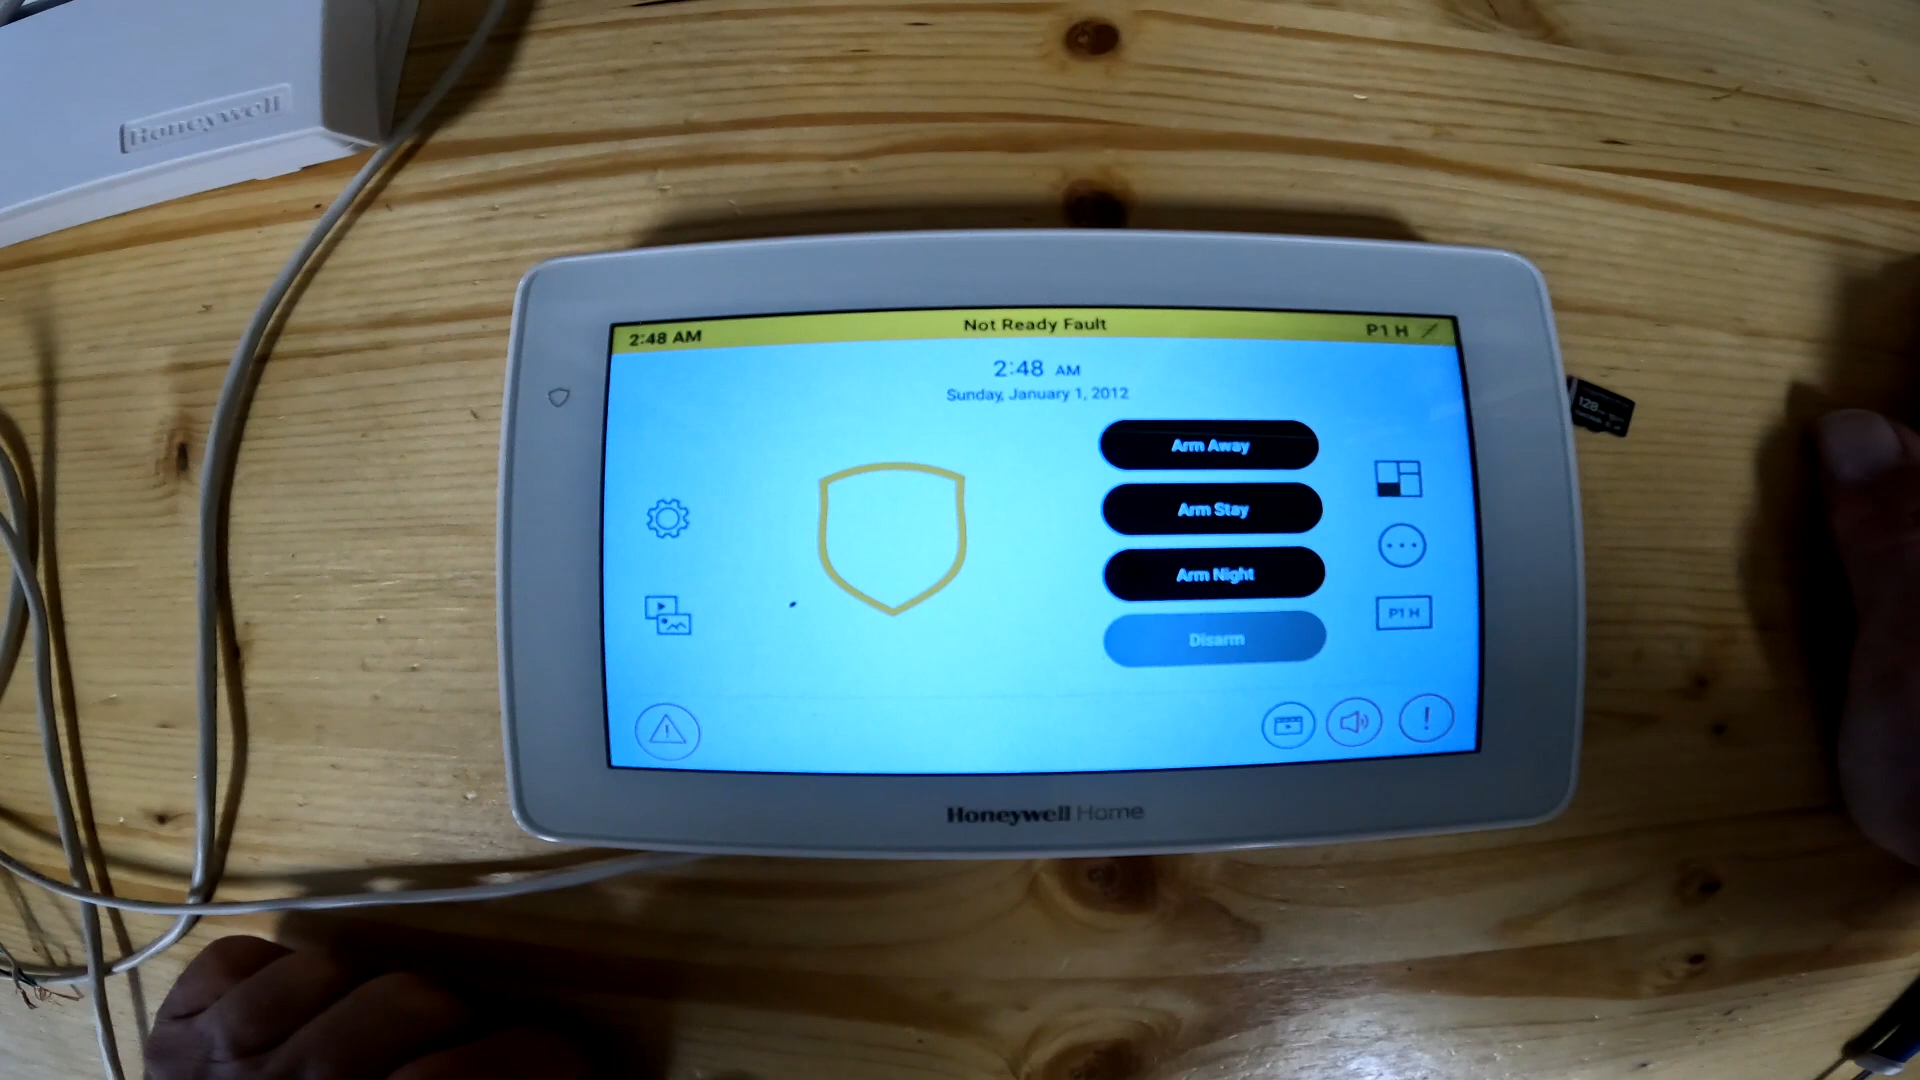 Honeywell
2:48 AM
Not Ready Fault
P1 H
2:48 AM
Sunday, January 1, 2012
Arm Away
Arm Stay
Arm Night
Disarm
P1 H
Honeywell Home
128